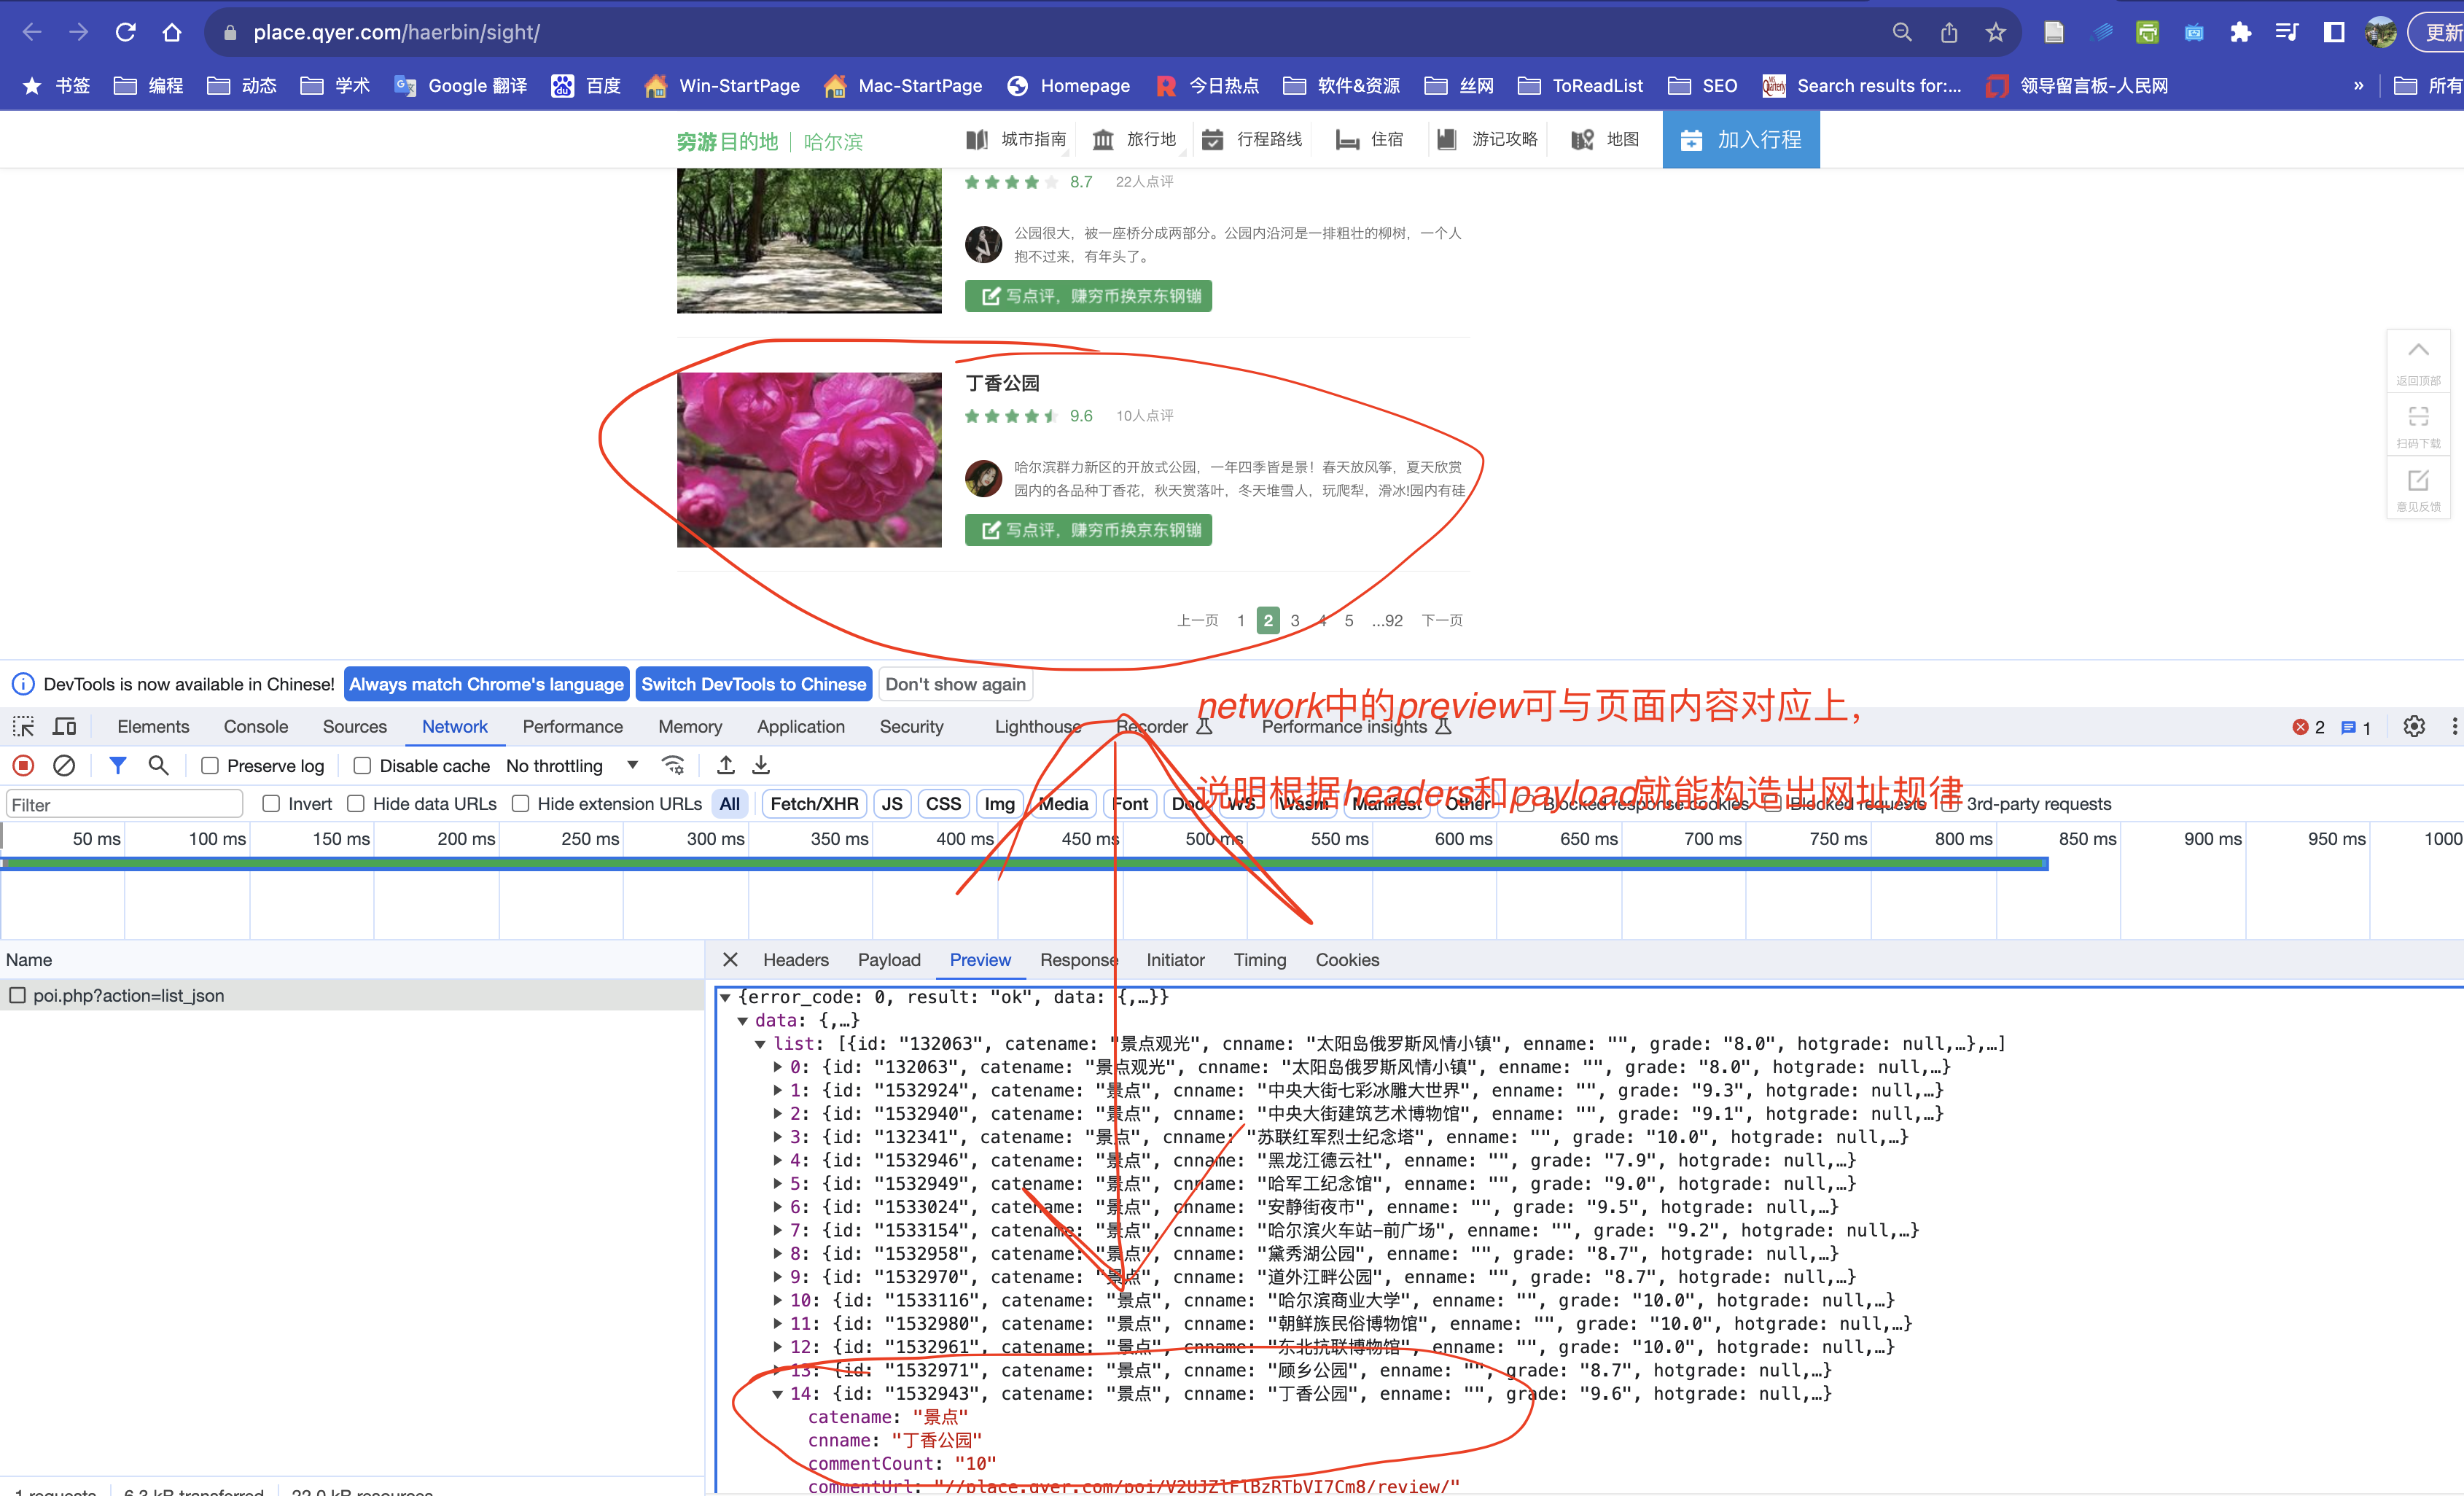 place.qyer.com/haerbin/sight/
更新
书签 编程 动态 学术 Google 翻译 百度 Win-StartPage Mac-StartPage Homepage 今日热点 软件&资源 丝网 ToReadList SEO Search results for:... 领导留言板-人民网 » 所有
穷游目的地 | 哈尔滨 城市指南 旅行地 行程路线 住宿 游记攻略 地图 加入行程
8.7 22人点评
公园很大，被一座桥分成两部分。公园内沿河是一排粗壮的柳树，一个人
抱不过来，有年头了。
写点评，赚穷币换京东钢镚
丁香公园
9.6 10人点评
哈尔滨群力新区的开放式公园，一年四季皆是景！春天放风筝，夏天欣赏
园内的各品种丁香花，秋天赏落叶，冬天堆雪人，玩爬犁，滑冰!园内有硅
写点评，赚穷币换京东钢镚
返回顶部
扫码下载
意见反馈
上一页 1 2 3 4 5 ...92 下一页
DevTools is now available in Chinese! Always match Chrome's language Switch DevTools to Chinese Don't show again
network中的preview可与页面内容对应上，
Elements Console Sources Network Performance Memory Application Security Lighthouse Recorder Performance insights 2 1
Preserve log Disable cache No throttling
说明根据headers和payload就能构造出网址规律
Filter Invert Hide data URLs Hide extension URLs All Fetch/XHR JS CSS Img Media Font Doc WS Wasm Manifest Other Blocked response cookies Blocked requests 3rd-party requests
50 ms 100 ms 150 ms 200 ms 250 ms 300 ms 350 ms 400 ms 450 ms 500 ms 550 ms 600 ms 650 ms 700 ms 750 ms 800 ms 850 ms 900 ms 950 ms 1000
Name Headers Payload Preview Response Initiator Timing Cookies
poi.php?action=list_json
{error_code: 0, result: "ok", data: {,…}}
data: {,…}
list: [{id: "132063", catename: "景点观光", cnname: "太阳岛俄罗斯风情小镇", enname: "", grade: "8.0", hotgrade: null,…},…]
0: {id: "132063", catename: "景点观光", cnname: "太阳岛俄罗斯风情小镇", enname: "", grade: "8.0", hotgrade: null,…}
1: {id: "1532924", catename: "景点", cnname: "中央大街七彩冰雕大世界", enname: "", grade: "9.3", hotgrade: null,…}
2: {id: "1532940", catename: "景点", cnname: "中央大街建筑艺术博物馆", enname: "", grade: "9.1", hotgrade: null,…}
3: {id: "132341", catename: "景点", cnname: "苏联红军烈士纪念塔", enname: "", grade: "10.0", hotgrade: null,…}
4: {id: "1532946", catename: "景点", cnname: "黑龙江德云社", enname: "", grade: "7.9", hotgrade: null,…}
5: {id: "1532949", catename: "景点", cnname: "哈军工纪念馆", enname: "", grade: "9.0", hotgrade: null,…}
6: {id: "1533024", catename: "景点", cnname: "安静街夜市", enname: "", grade: "9.5", hotgrade: null,…}
7: {id: "1533154", catename: "景点", cnname: "哈尔滨火车站-前广场", enname: "", grade: "9.2", hotgrade: null,…}
8: {id: "1532958", catename: "景点", cnname: "黛秀湖公园", enname: "", grade: "8.7", hotgrade: null,…}
9: {id: "1532970", catename: "景点", cnname: "道外江畔公园", enname: "", grade: "8.7", hotgrade: null,…}
10: {id: "1533116", catename: "景点", cnname: "哈尔滨商业大学", enname: "", grade: "10.0", hotgrade: null,…}
11: {id: "1532980", catename: "景点", cnname: "朝鲜族民俗博物馆", enname: "", grade: "10.0", hotgrade: null,…}
12: {id: "1532961", catename: "景点", cnname: "东北抗联博物馆", enname: "", grade: "10.0", hotgrade: null,…}
13: {id: "1532971", catename: "景点", cnname: "顾乡公园", enname: "", grade: "8.7", hotgrade: null,…}
14: {id: "1532943", catename: "景点", cnname: "丁香公园", enname: "", grade: "9.6", hotgrade: null,…}
catename: "景点"
cnname: "丁香公园"
commentCount: "10"
commentUrl: "//place.qyer.com/poi/V2UJZlFlBzRTbVI7Cm8/review/"
1 requests 6.3 kB transferred 22.0 kB resources